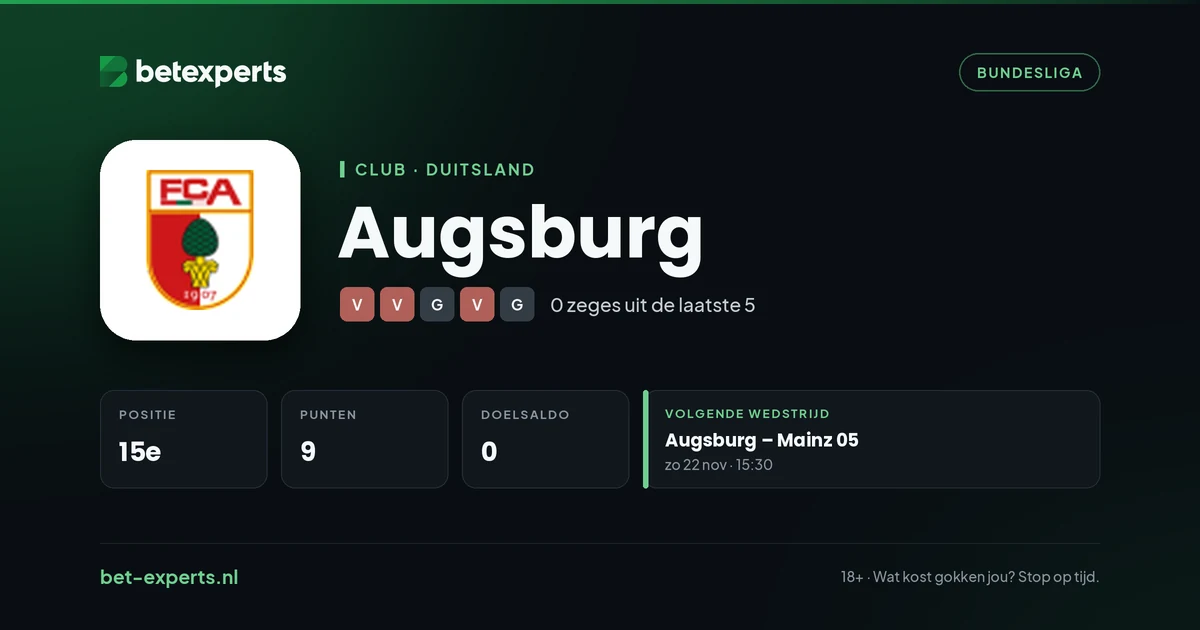 betexperts
BUNDESLIGA
FCA
1907
CLUB · DUITSLAND
Augsburg
V V G V G 0 zeges uit de laatste 5
POSITIE
15e
PUNTEN
9
DOELSALDO
0
VOLGENDE WEDSTRIJD
Augsburg – Mainz 05
zo 22 nov · 15:30
bet-experts.nl
18+ · Wat kost gokken jou? Stop op tijd.